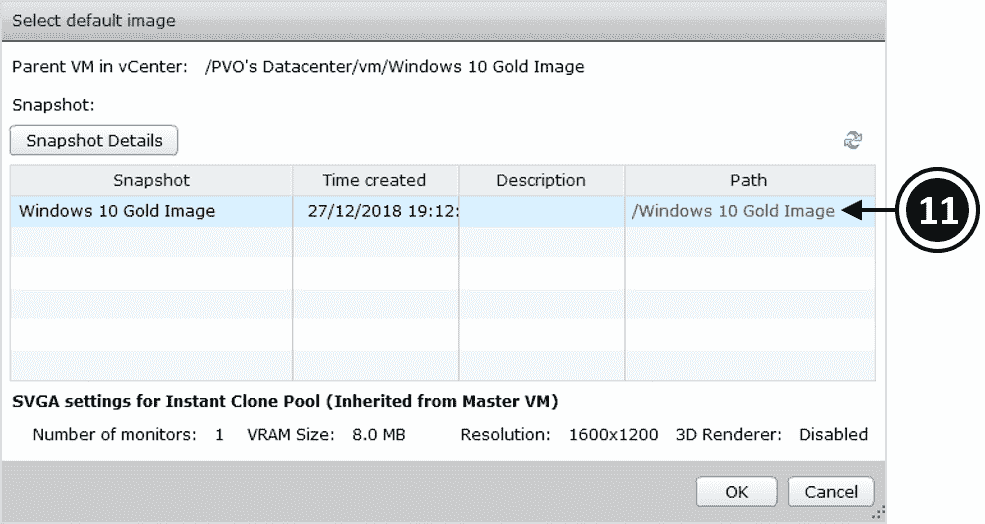 Select default image
Parent VM in vCenter: /PVO's Datacenter/vm/Windows 10 Gold Image
Snapshot:
Snapshot Details
Snapshot Time created Description Path
Windows 10 Gold Image 27/12/2018 19:12: /Windows 10 Gold Image 11
SVGA settings for Instant Clone Pool (Inherited from Master VM)
Number of monitors: 1 VRAM Size: 8.0 MB Resolution: 1600x1200 3D Renderer: Disabled
OK Cancel